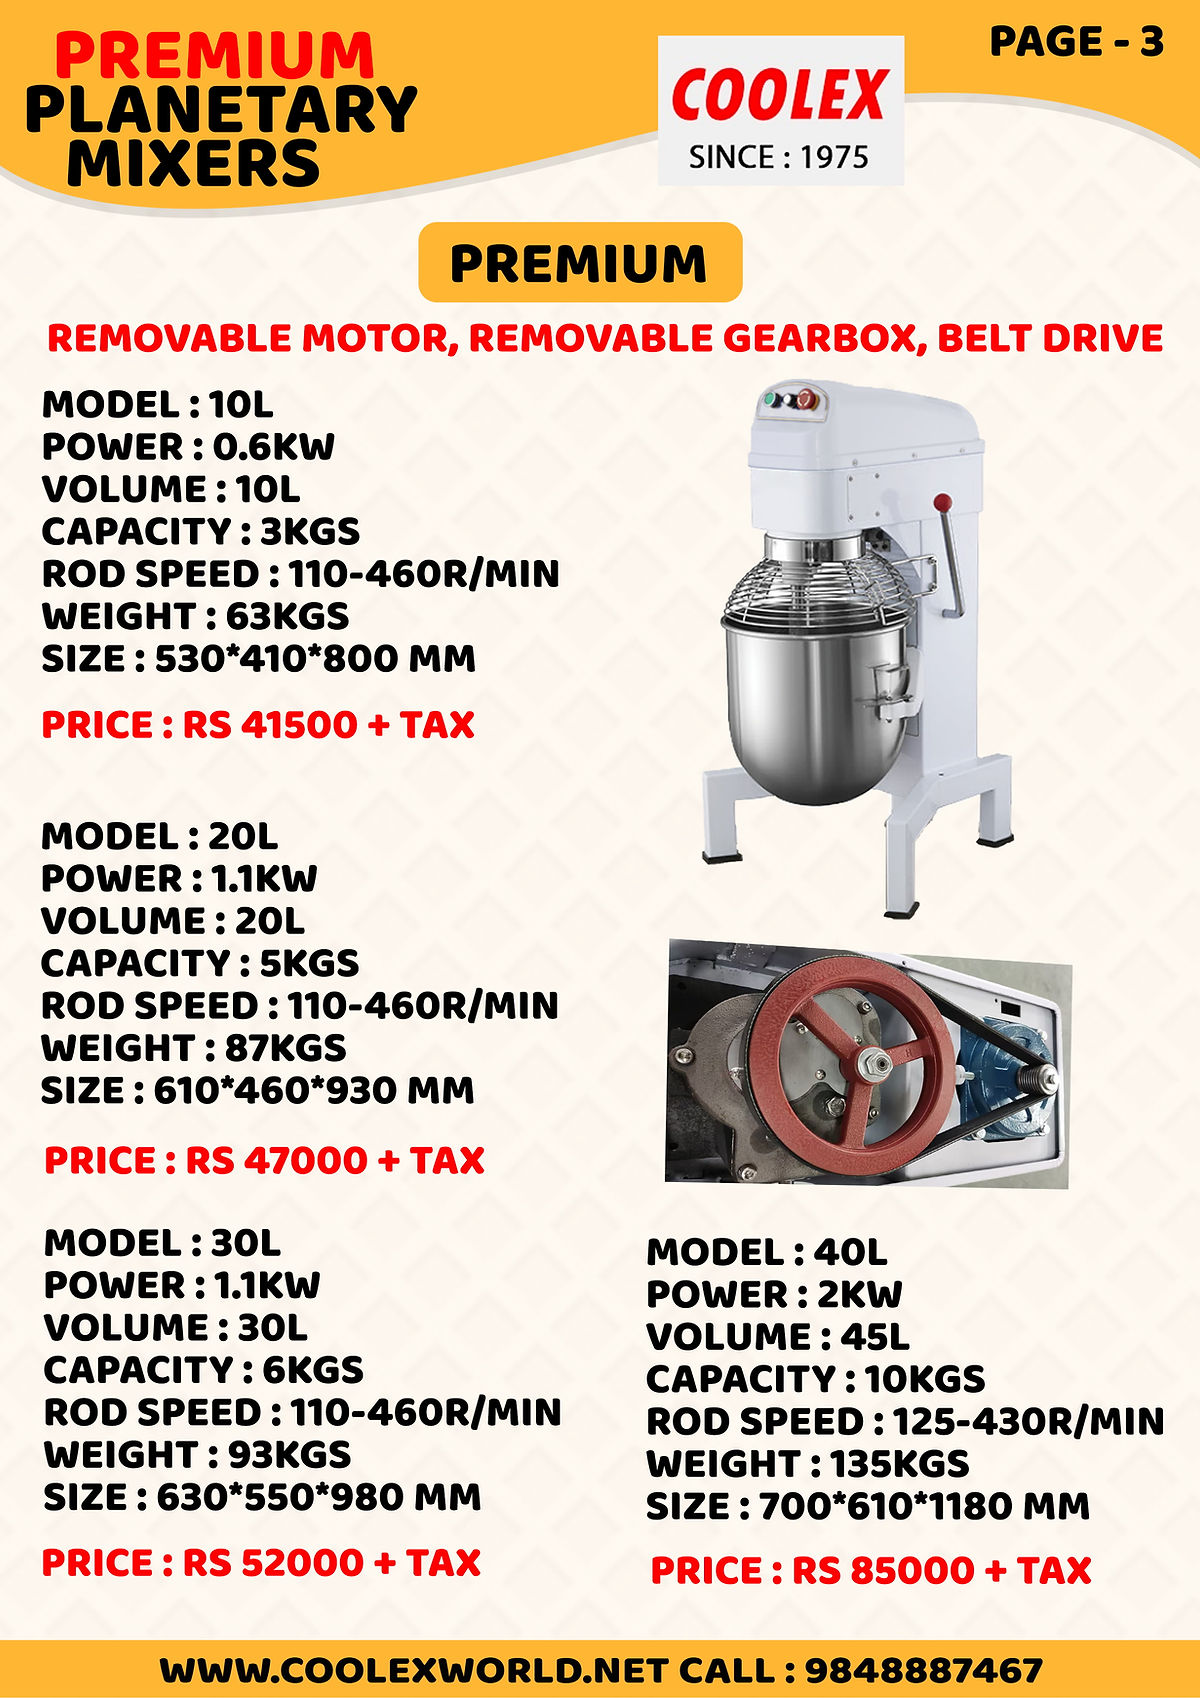 PREMIUM
PLANETARY
MIXERS
COOLEX
SINCE : 1975
PAGE - 3
PREMIUM
REMOVABLE MOTOR, REMOVABLE GEARBOX, BELT DRIVE
MODEL : 10L
POWER : 0.6KW
VOLUME : 10L
CAPACITY : 3KGS
ROD SPEED : 110-460R/MIN
WEIGHT : 63KGS
SIZE : 530*410*800 MM
PRICE : RS 41500 + TAX
MODEL : 20L
POWER : 1.1KW
VOLUME : 20L
CAPACITY : 5KGS
ROD SPEED : 110-460R/MIN
WEIGHT : 87KGS
SIZE : 610*460*930 MM
PRICE : RS 47000 + TAX
MODEL : 30L
POWER : 1.1KW
VOLUME : 30L
CAPACITY : 6KGS
ROD SPEED : 110-460R/MIN
WEIGHT : 93KGS
SIZE : 630*550*980 MM
PRICE : RS 52000 + TAX
MODEL : 40L
POWER : 2KW
VOLUME : 45L
CAPACITY : 10KGS
ROD SPEED : 125-430R/MIN
WEIGHT : 135KGS
SIZE : 700*610*1180 MM
PRICE : RS 85000 + TAX
WWW.COOLEXWORLD.NET CALL : 9848887467